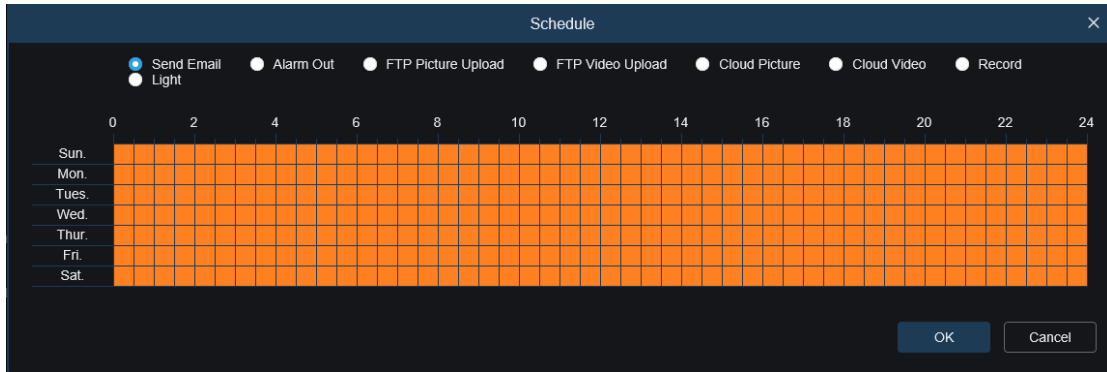 Schedule
Send Email Alarm Out FTP Picture Upload FTP Video Upload Cloud Picture Cloud Video Record
Light
0 2 4 6 8 10 12 14 16 18 20 22 24
Sun.
Mon.
Tues.
Wed.
Thur.
Fri.
Sat.
OK Cancel